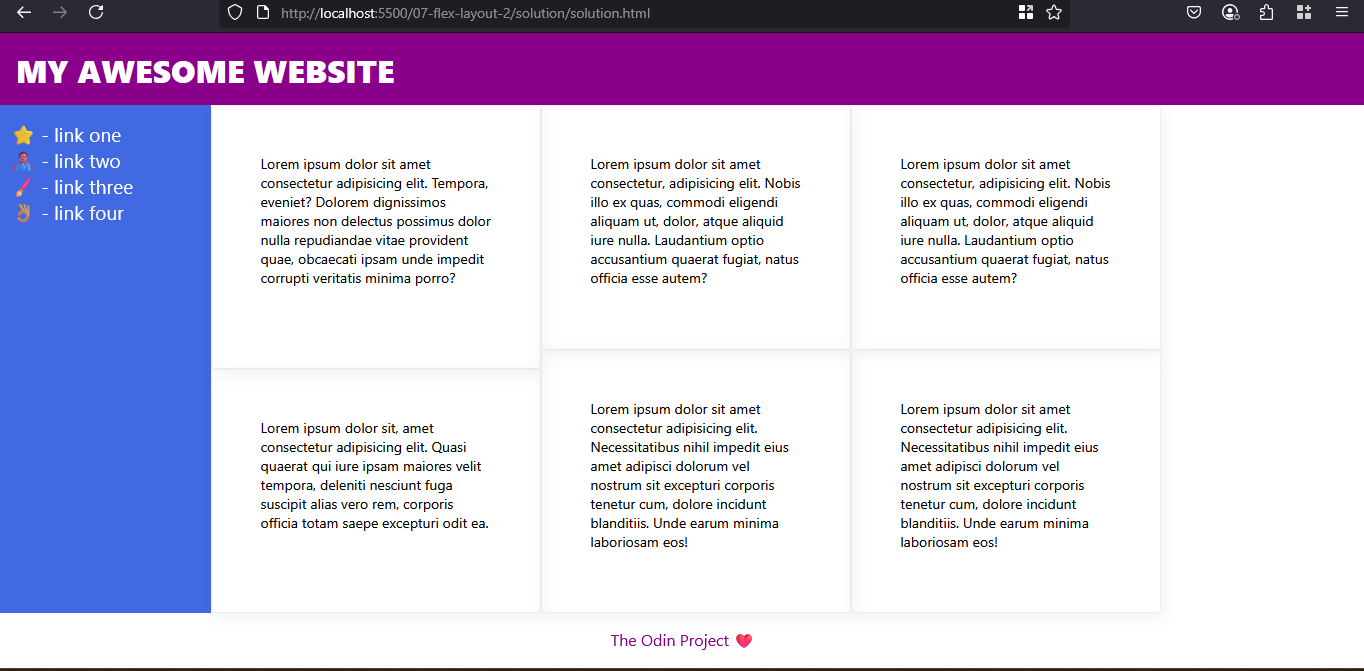 http://localhost:5500/07-flex-layout-2/solution/solution.html
MY AWESOME WEBSITE
⭐ - link one
🦸🏽‍♂️ - link two
🖌️ - link three
✌🏽 - link four
Lorem ipsum dolor sit amet
consectetur adipisicing elit. Tempora,
eveniet? Dolorem dignissimos
maiores non delectus possimus dolor
nulla repudiandae vitae provident
quae, obcaecati ipsam unde impedit
corrupti veritatis minima porro?
Lorem ipsum dolor sit amet
consectetur, adipisicing elit. Nobis
illo ex quas, commodi eligendi
aliquam ut, dolor, atque aliquid
iure nulla. Laudantium optio
accusantium quaerat fugiat, natus
officia esse autem?
Lorem ipsum dolor sit amet
consectetur, adipisicing elit. Nobis
illo ex quas, commodi eligendi
aliquam ut, dolor, atque aliquid
iure nulla. Laudantium optio
accusantium quaerat fugiat, natus
officia esse autem?
Lorem ipsum dolor sit, amet
consectetur adipisicing elit. Quasi
quaerat qui iure ipsam maiores velit
tempora, deleniti nesciunt fuga
suscipit alias vero rem, corporis
officia totam saepe excepturi odit ea.
Lorem ipsum dolor sit amet
consectetur adipisicing elit.
Necessitatibus nihil impedit eius
amet adipisci dolorum vel
nostrum sit excepturi corporis
tenetur cum, dolore incidunt
blanditiis. Unde earum minima
laboriosam eos!
Lorem ipsum dolor sit amet
consectetur adipisicing elit.
Necessitatibus nihil impedit eius
amet adipisci dolorum vel
nostrum sit excepturi corporis
tenetur cum, dolore incidunt
blanditiis. Unde earum minima
laboriosam eos!
The Odin Project ❤️